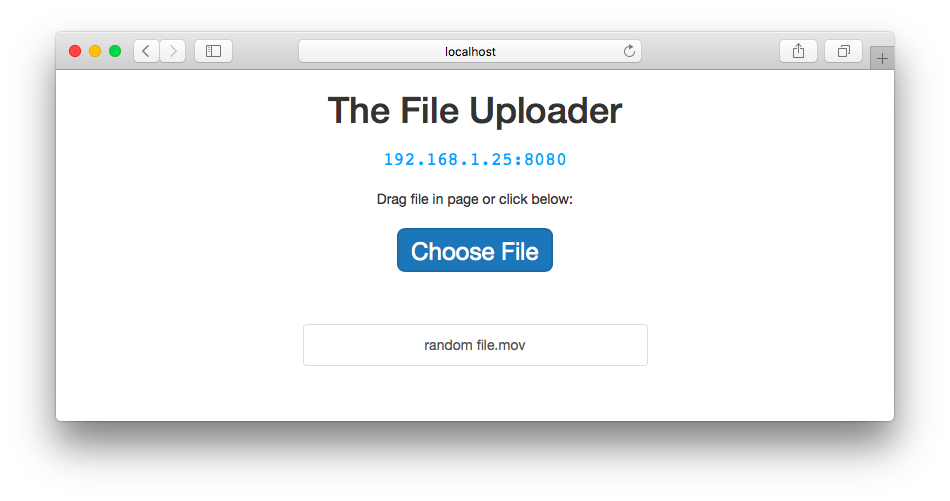 localhost
The File Uploader
192.168.1.25:8080
Drag file in page or click below:
Choose File
random file.mov